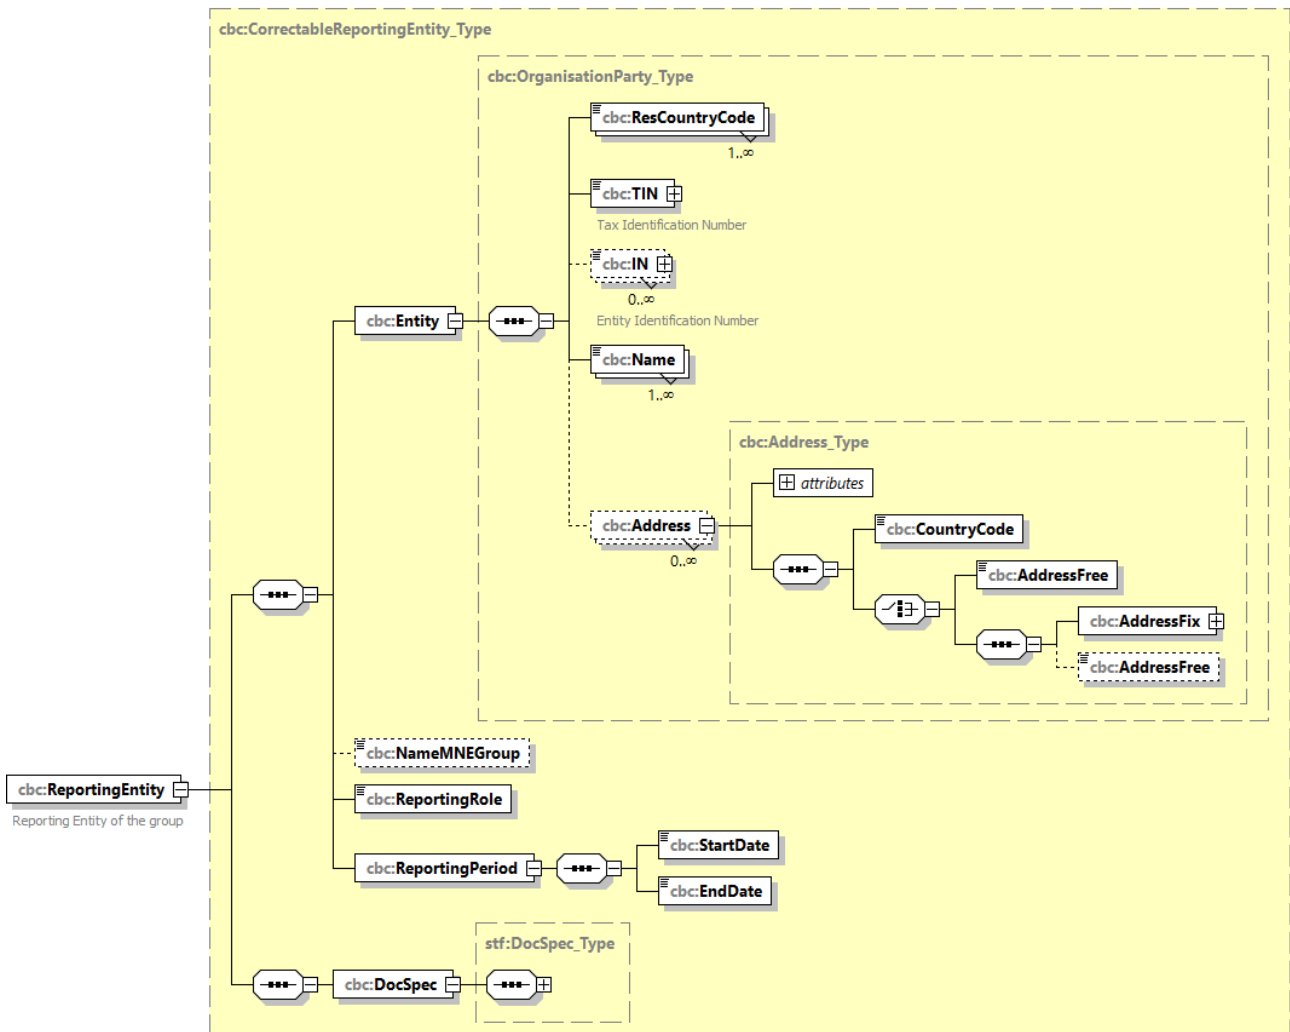 cbc:CorrectableReportingEntity_Type
cbc:OrganisationParty_Type
cbc:ResCountryCode
1..∞
cbc:TIN
Tax Identification Number
cbc:IN
0..∞
Entity Identification Number
cbc:Entity
cbc:Name
1..∞
cbc:Address_Type
attributes
cbc:Address
0..∞
cbc:CountryCode
cbc:AddressFree
cbc:AddressFix
cbc:AddressFree
cbc:NameMNEGroup
cbc:ReportingEntity
Reporting Entity of the group
cbc:ReportingRole
cbc:ReportingPeriod
cbc:StartDate
cbc:EndDate
stf:DocSpec_Type
cbc:DocSpec